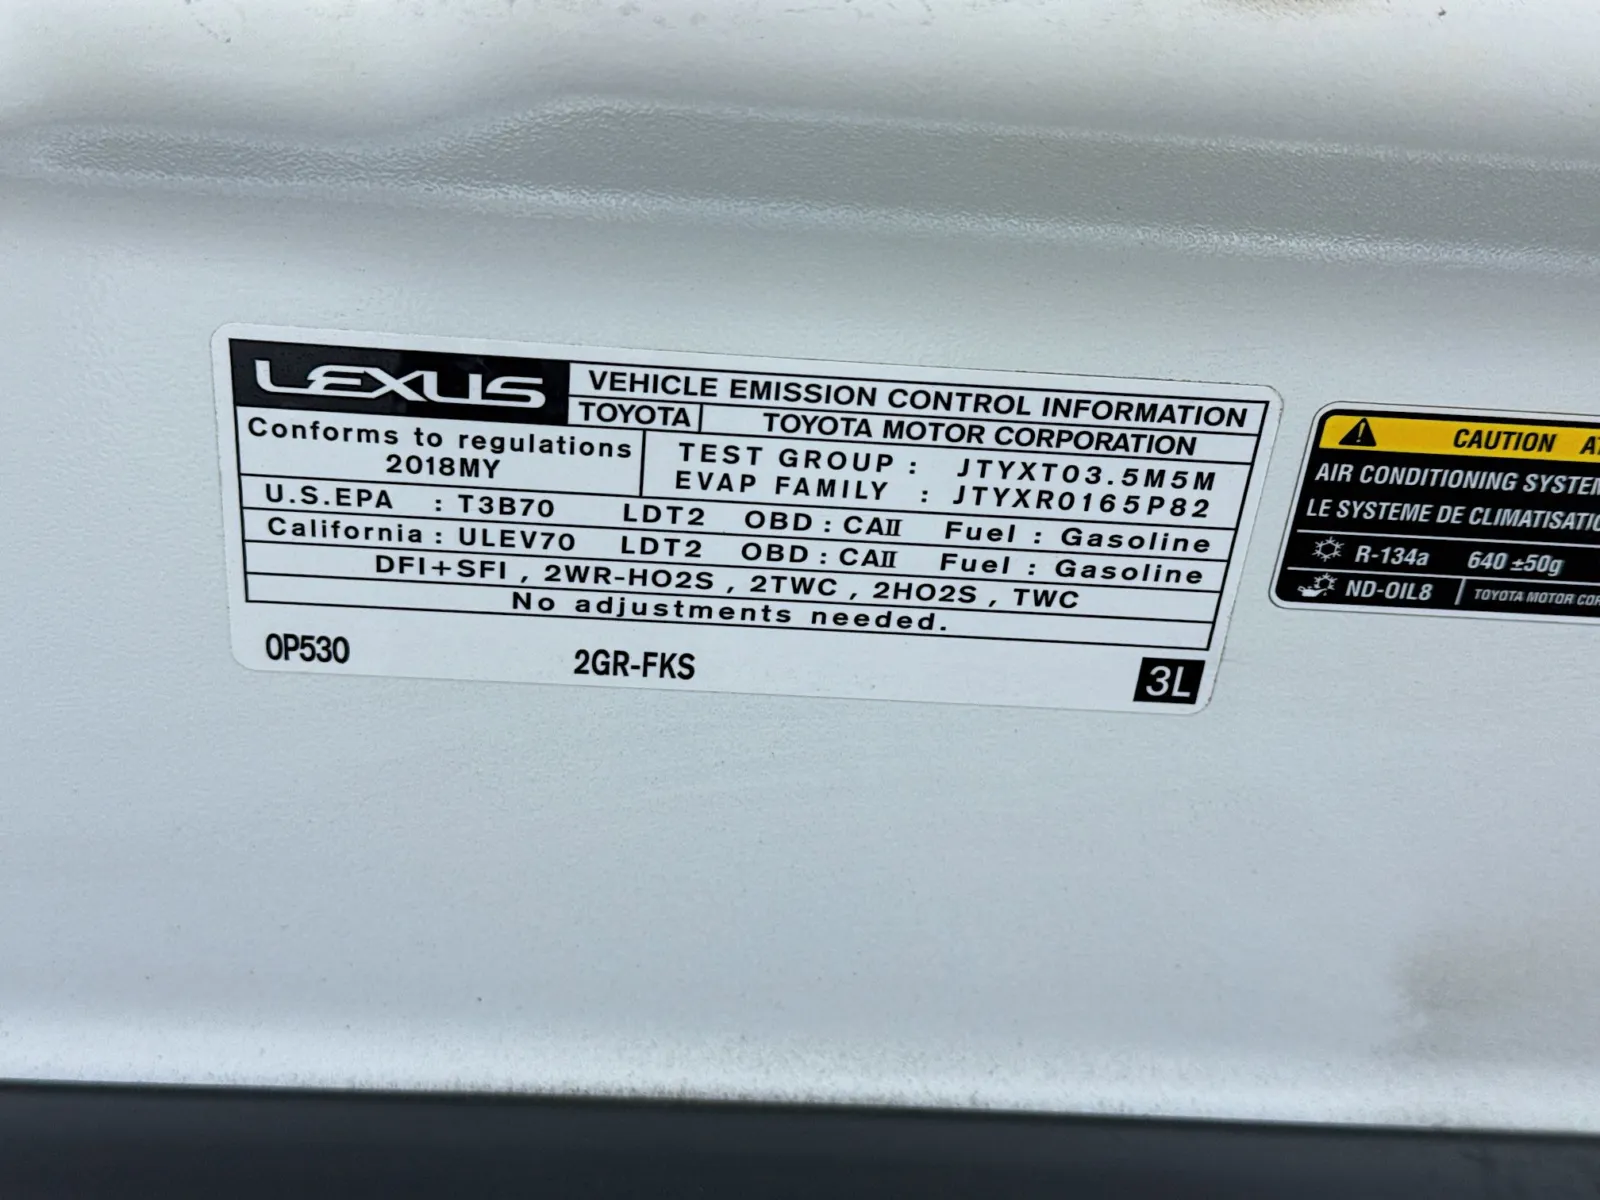 LEXUS
VEHICLE EMISSION CONTROL INFORMATION
TOYOTA TOYOTA MOTOR CORPORATION
Conforms to regulations
2018MY
TEST GROUP : JTYXT03.5M5M
EVAP FAMILY : JTYXR0165P82
U.S.EPA : T3B70 LDT2 OBD : CAII Fuel : Gasoline
California : ULEV70 LDT2 OBD : CAII Fuel : Gasoline
DFI+SFI , 2WR-HO2S , 2TWC , 2HO2S , TWC
No adjustments needed.
0P530 2GR-FKS 3L
CAUTION
AIR CONDITIONING
LE SYSTEME DE
R-134a 640 ±50g
ND-OIL8 TOYOTA MOTOR